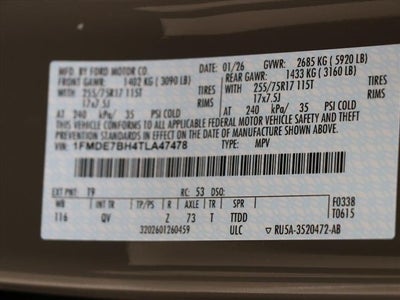 MFD. BY FORD MOTOR CO. 01/26 GVWR: 2685 KG ( 5920 LB)
FRONT GAWR: 1402 KG ( 3090 LB) REAR GAWR: 1433 KG ( 3160 LB)
255/75R17 115T TIRES WITH 255/75R17 115T TIRES
17x7.5J RIMS 17x7.5J RIMS
AT 240 kPa/ 35 PSI COLD AT 240 kPa/ 35 PSI COLD
THIS VEHICLE CONFORMS TO ALL APPLICABLE FEDERAL MOTOR VEHICLE SAFETY, BUMPER, AND THEFT
PREVENTION STANDARDS IN EFFECT ON THE DATE OF MANUFACTURE SHOWN ABOVE.
VIN: 1FMDE7BH4TLA47478 TYPE: MPV
EXT PNT: T9 RC: 53 DSO:
WB INT TR TP/PS R AXLE TR SPR F0338
116 QV Z 73 T TTDD T0615
3202601260459 ULC RU5A-3520472-AB